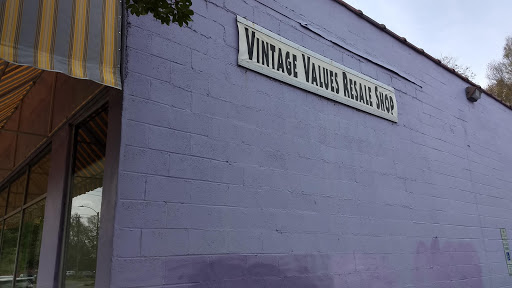 VINTAGE VALUES RESALE SHOP